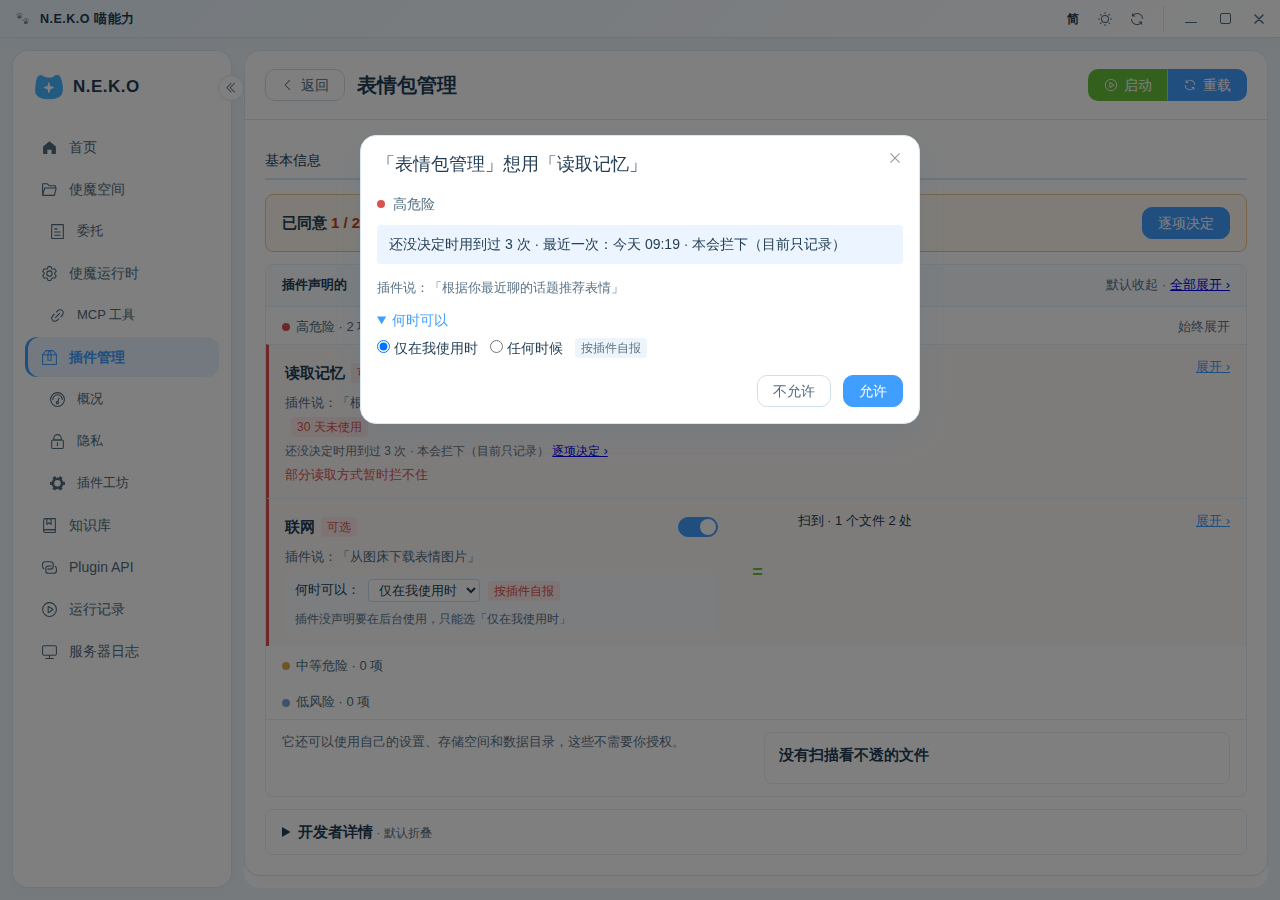 N.E.K.O 喵能力
简
N.E.K.O
返回
表情包管理
启动
重载
首页
使魔空间
委托
使魔运行时
MCP 工具
插件管理
概况
隐私
插件工坊
知识库
Plugin API
运行记录
服务器日志
基本信息
已同意 1 / 2
逐项决定
插件声明的
默认收起 · 全部展开 ›
高危险 · 2
始终展开
「表情包管理」想用「读取记忆」
高危险
还没决定时用到过 3 次 · 最近一次：今天 09:19 · 本会拦下（目前只记录）
插件说：「根据你最近聊的话题推荐表情」
何时可以
仅在我使用时 任何时候 按插件自报
不允许 允许
读取记忆
展开 ›
插件说：「根
30 天未使用
还没决定时用到过 3 次 · 本会拦下（目前只记录） 逐项决定 ›
部分读取方式暂时拦不住
联网 可选
扫到 · 1 个文件 2 处
展开 ›
插件说：「从图床下载表情图片」
=
何时可以： 仅在我使用时 按插件自报
插件没声明要在后台使用，只能选「仅在我使用时」
中等危险 · 0 项
低风险 · 0 项
它还可以使用自己的设置、存储空间和数据目录，这些不需要你授权。
没有扫描看不透的文件
开发者详情 · 默认折叠